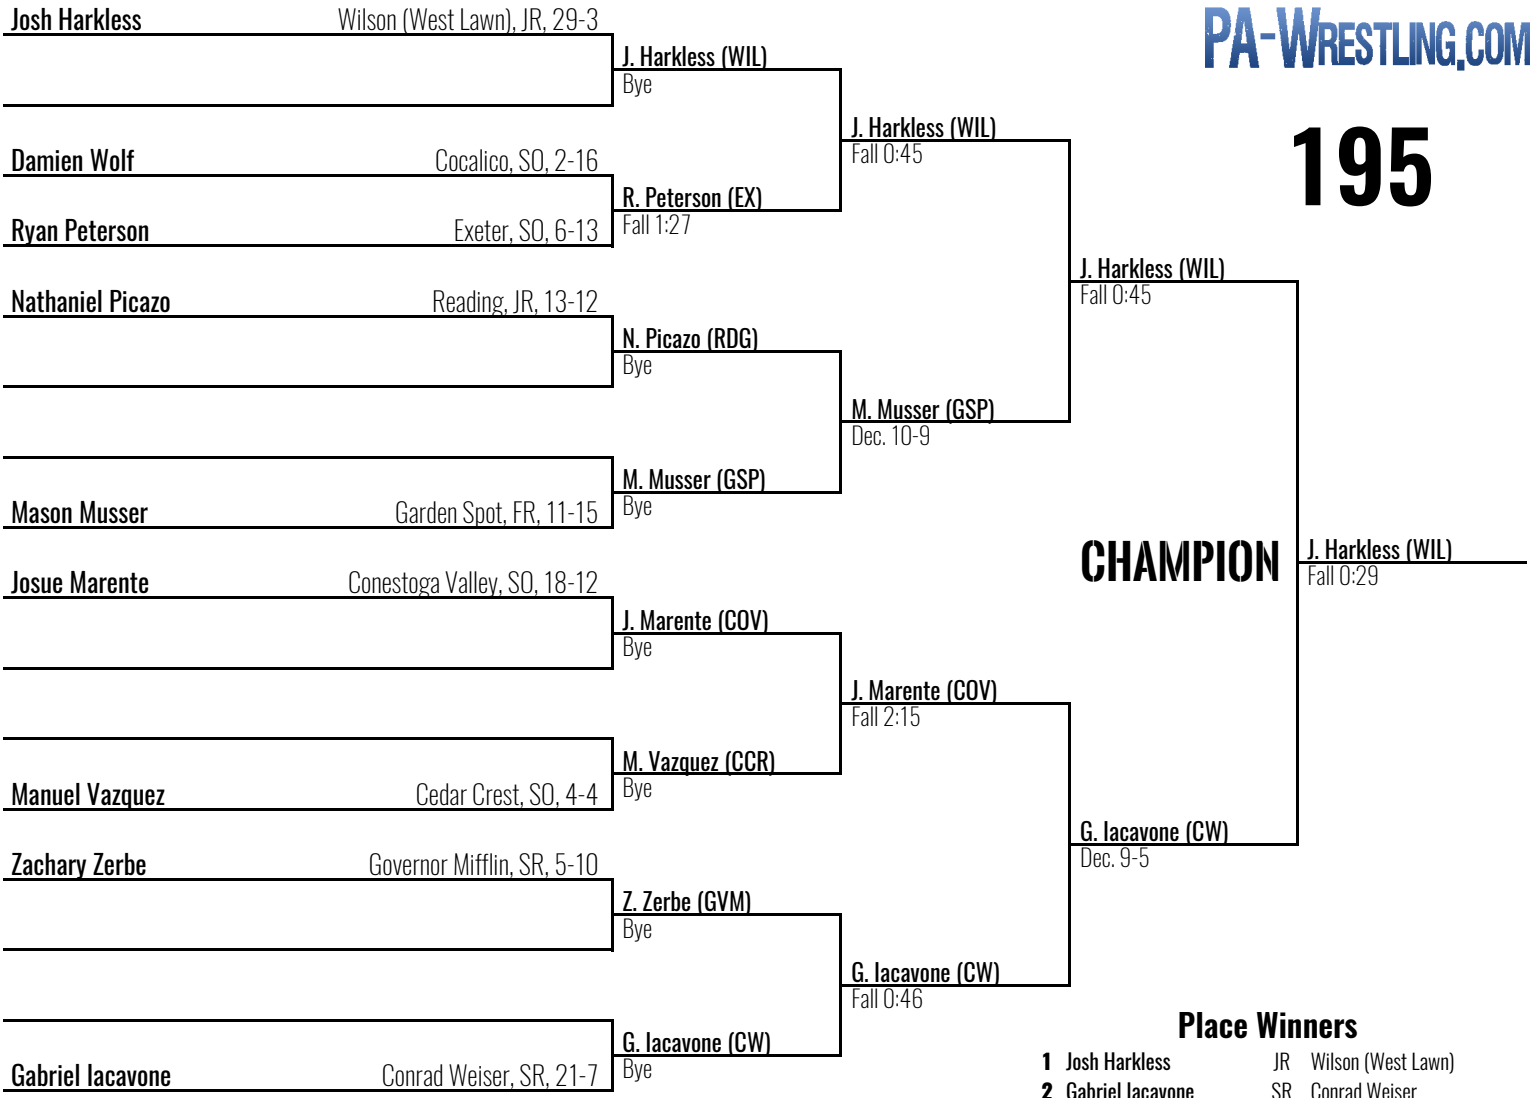 PA-WRESTLING.COM
195
Josh Harkless Wilson (West Lawn), JR, 29-3
Damien Wolf Cocalico, SO, 2-16
Ryan Peterson Exeter, SO, 6-13
Nathaniel Picazo Reading, JR, 13-12
Mason Musser Garden Spot, FR, 11-15
Josue Marente Conestoga Valley, SO, 18-12
Manuel Vazquez Cedar Crest, SO, 4-4
Zachary Zerbe Governor Mifflin, SR, 5-10
Gabriel Iacavone Conrad Weiser, SR, 21-7
J. Harkless (WIL)
Bye
R. Peterson (EX)
Fall 1:27
N. Picazo (RDG)
Bye
M. Musser (GSP)
Bye
J. Marente (COV)
Bye
M. Vazquez (CCR)
Bye
Z. Zerbe (GVM)
Bye
G. Iacavone (CW)
Bye
J. Harkless (WIL)
Fall 0:45
M. Musser (GSP)
Dec. 10-9
J. Marente (COV)
Fall 2:15
G. Iacavone (CW)
Fall 0:46
J. Harkless (WIL)
Fall 0:45
G. Iacavone (CW)
Dec. 9-5
CHAMPION
J. Harkless (WIL)
Fall 0:29
Place Winners
1 Josh Harkless JR Wilson (West Lawn)
2 Gabriel Iacavone SR Conrad Weiser